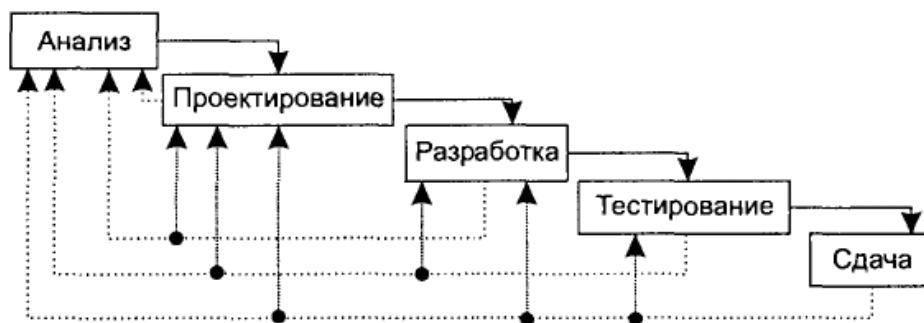 Анализ
Проектирование
Разработка
Тестирование
Сдача